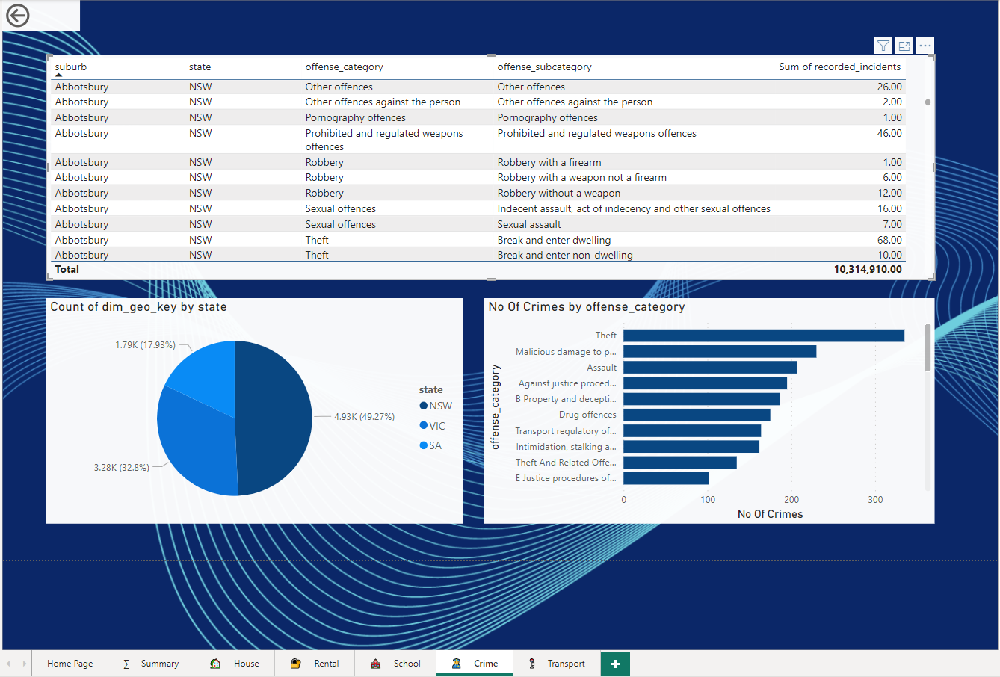 suburb state offense_category offense_subcategory Sum of recorded_incidents
Abbotsbury NSW Other offences Other offences 26.00
Abbotsbury NSW Other offences against the person Other offences against the person 2.00
Abbotsbury NSW Pornography offences Pornography offences 1.00
Abbotsbury NSW Prohibited and regulated weapons Prohibited and regulated weapons offences 46.00
offences
Abbotsbury NSW Robbery Robbery with a firearm 1.00
Abbotsbury NSW Robbery Robbery with a weapon not a firearm 6.00
Abbotsbury NSW Robbery Robbery without a weapon 12.00
Abbotsbury NSW Sexual offences Indecent assault, act of indecency and other sexual offences 16.00
Abbotsbury NSW Sexual offences Sexual assault 7.00
Abbotsbury NSW Theft Break and enter dwelling 68.00
Abbotsbury NSW Theft Break and enter non-dwelling 10.00
Total 10,314,910.00
Count of dim_geo_key by state
1.79K (17.93%)
4.93K (49.27%)
3.28K (32.8%)
state
NSW
VIC
SA
No Of Crimes by offense_category
offense_category
Theft
Malicious damage to p...
Assault
Against justice proced...
B Property and decepti...
Drug offences
Transport regulatory of...
Intimidation, stalking a...
Theft And Related Offe...
E Justice procedures of...
0 100 200 300
No Of Crimes
Home Page Summary House Rental School Crime Transport